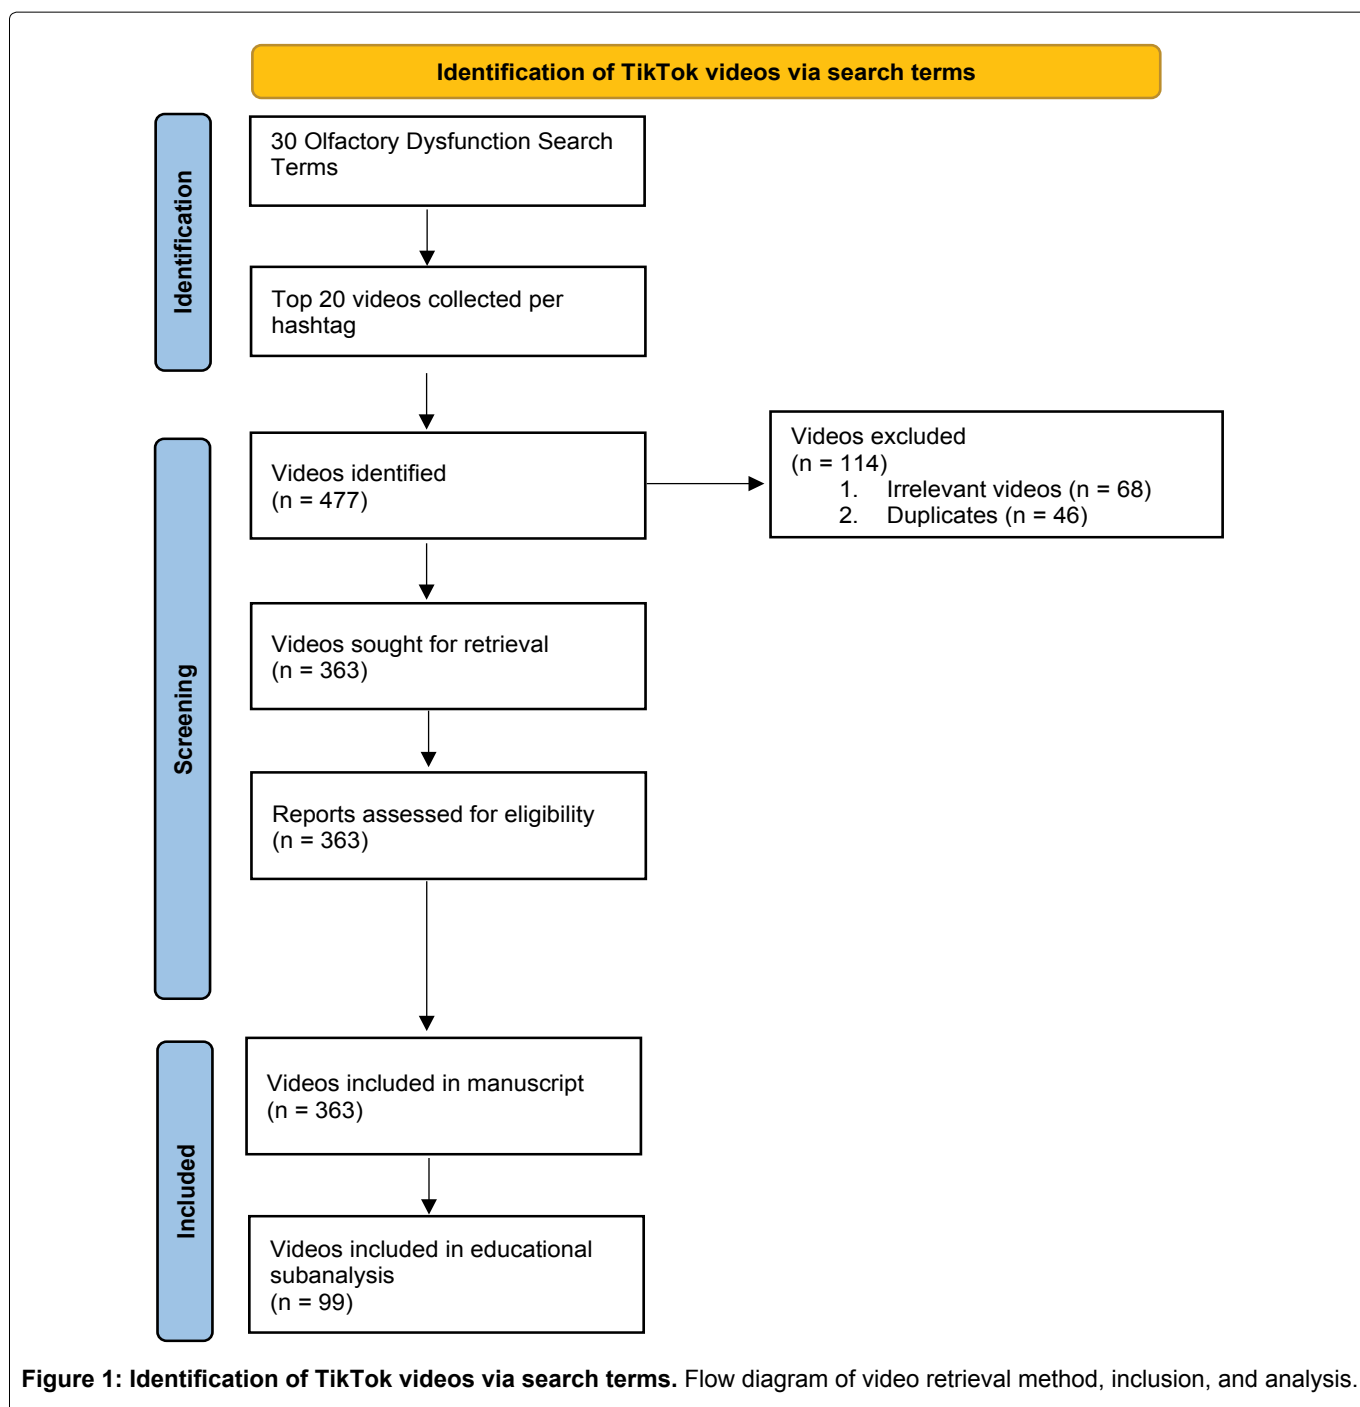 Identification of TikTok videos via search terms
Identification
30 Olfactory Dysfunction Search
Terms
Top 20 videos collected per
hashtag
Screening
Videos identified
(n = 477)
Videos excluded
(n = 114)
1. Irrelevant videos (n = 68)
2. Duplicates (n = 46)
Videos sought for retrieval
(n = 363)
Reports assessed for eligibility
(n = 363)
Included
Videos included in manuscript
(n = 363)
Videos included in educational
subanalysis
(n = 99)
Figure 1: Identification of TikTok videos via search terms. Flow diagram of video retrieval method, inclusion, and analysis.